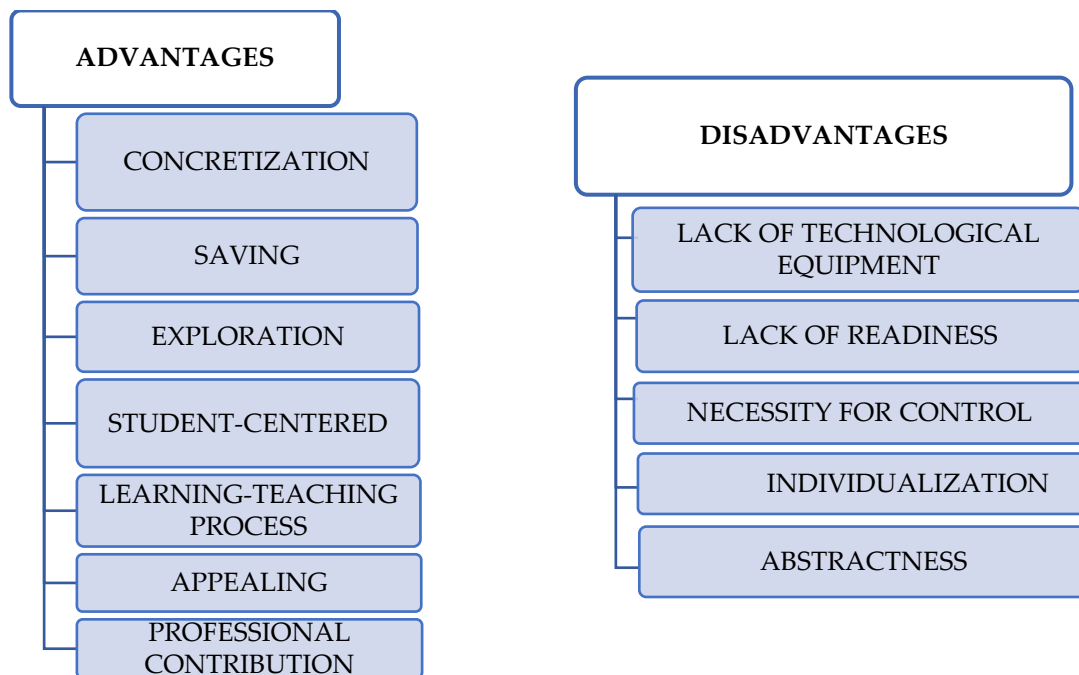 ADVANTAGES
CONCRETIZATION
SAVING
EXPLORATION
STUDENT-CENTERED
LEARNING-TEACHING
PROCESS
APPEALING
PROFESSIONAL
CONTRIBUTION
DISADVANTAGES
LACK OF TECHNOLOGICAL
EQUIPMENT
LACK OF READINESS
NECESSITY FOR CONTROL
INDIVIDUALIZATION
ABSTRACTNESS